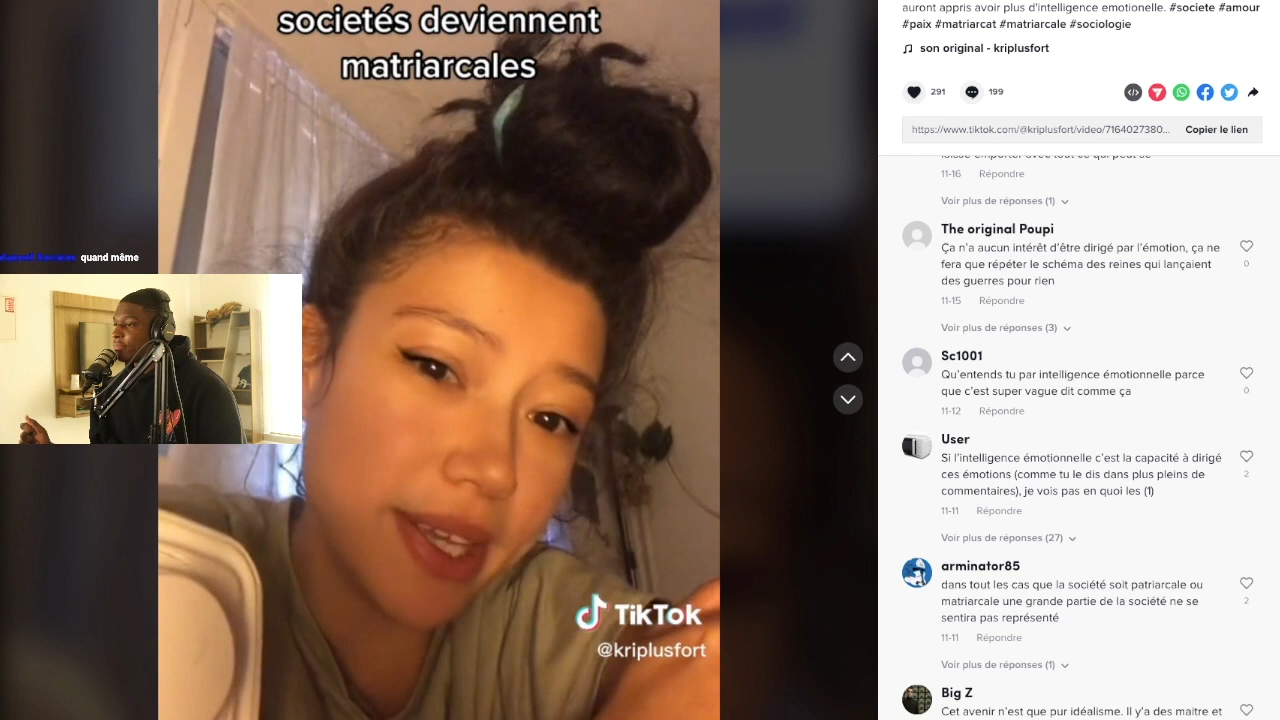 societés deviennent
matriarcales
quand même
TikTok
@kriplusfort
auront appris avoir plus d'intelligence emotionelle. #societe #amour
#paix #matriarcat #matriarcale #sociologie
son original - kriplusfort
291
199
https://www.tiktok.com/@kriplusfort/video/7164027380...
Copier le lien
laisse emporter avec tout ce qui peut se
11-16 Répondre
Voir plus de réponses (1)
The original Poupi
Ça n'a aucun intérêt d'être dirigé par l'émotion, ça ne
fera que répéter le schéma des reines qui lançaient
des guerres pour rien
0
11-15 Répondre
Voir plus de réponses (3)
Sc1001
Qu'entends tu par intelligence émotionnelle parce
que c'est super vague dit comme ça
0
11-12 Répondre
User
Si l'intelligence émotionnelle c'est la capacité à dirigé
ces émotions (comme tu le dis dans plus pleins de
commentaires), je vois pas en quoi les (1)
2
11-11 Répondre
Voir plus de réponses (27)
arminator85
dans tout les cas que la société soit patriarcale ou
matriarcale une grande partie de la société ne se
sentira pas représenté
2
11-11 Répondre
Voir plus de réponses (1)
Big Z
Cet avenir n'est que pur idéalisme. Il y'a des maitre et